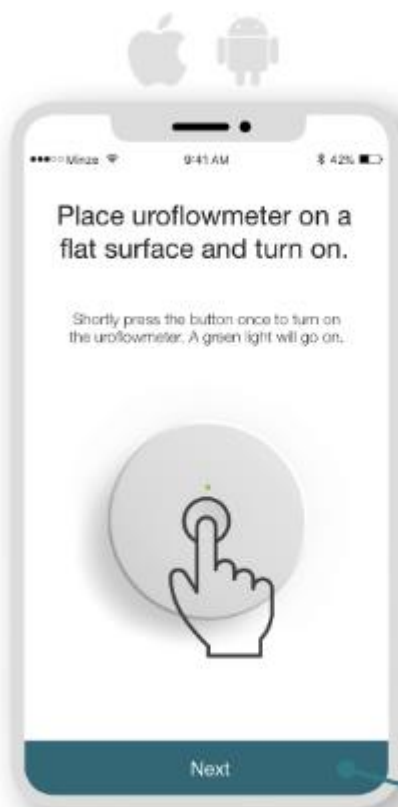 Minze 9:41 AM 42%
Place uroflowmeter on a
flat surface and turn on.
Shortly press the button once to turn on
the uroflowmeter. A green light will go on.
Next